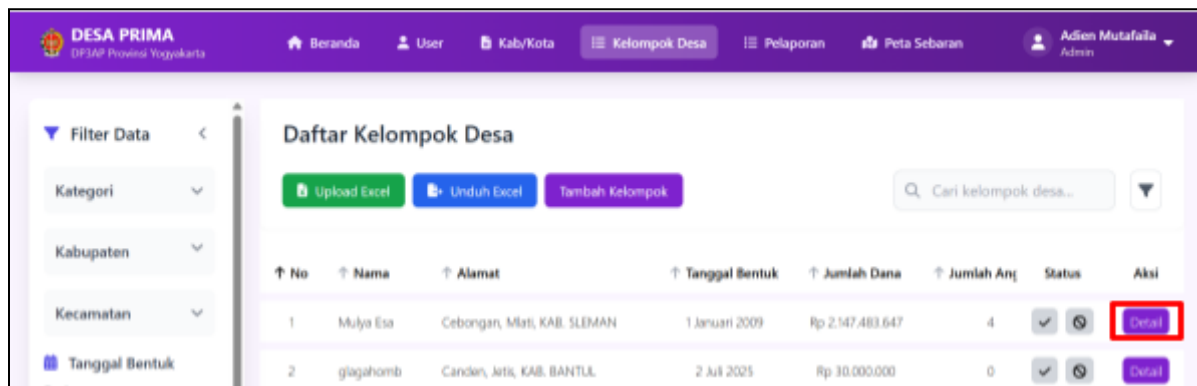 DESA PRIMA
DP3AP Provinsi Yogyakarta
Beranda
User
Kab/Kota
Kelompok Desa
Pelaporan
Peta Sebaran
Adien Mutafaila
Admin
Filter Data
Kategori
Kabupaten
Kecamatan
Tanggal Bentuk
Daftar Kelompok Desa
Upload Excel
Unduh Excel
Tambah Kelompok
Cari kelompok desa...
No Nama Alamat Tanggal Bentuk Jumlah Dana Jumlah Ang Status Aksi
1 Mulya Esa Cebongan, Mlati, KAB. SLEMAN 1 Januari 2009 Rp 2.147.483.647 4 Detail
2 glagahomb Canden, Jetis, KAB. BANTUL 2 Juli 2025 Rp 30.000.000 0 Detail